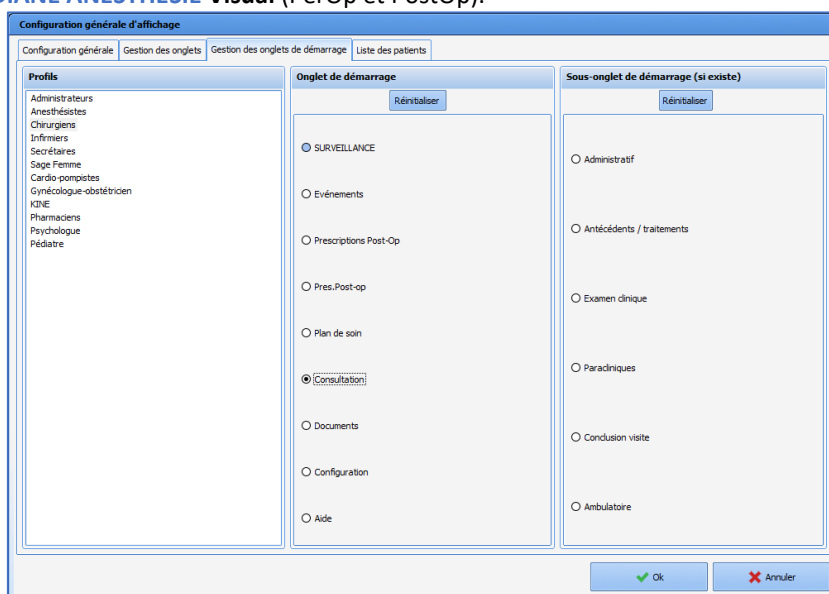 DIANE ANESTHESIE Visual (PerOp et PostOp).
Configuration générale d'affichage
Configuration générale Gestion des onglets Gestion des onglets de démarrage Liste des patients
Profils
Administrateurs
Anesthésistes
Chirurgiens
Infirmiers
Secrétaires
Sage Femme
Cardio-pompistes
Gynécologue-obstétricien
KINE
Pharmaciens
Psychologue
Pédiatre
Onglet de démarrage
Réinitialiser
SURVEILLANCE
Evénements
Prescriptions Post-Op
Pres.Post-op
Plan de soin
Consultation
Documents
Configuration
Aide
Sous-onglet de démarrage (si existe)
Réinitialiser
Administratif
Antécédents / traitements
Examen clinique
Paracliniques
Conclusion visite
Ambulatoire
Ok
Annuler